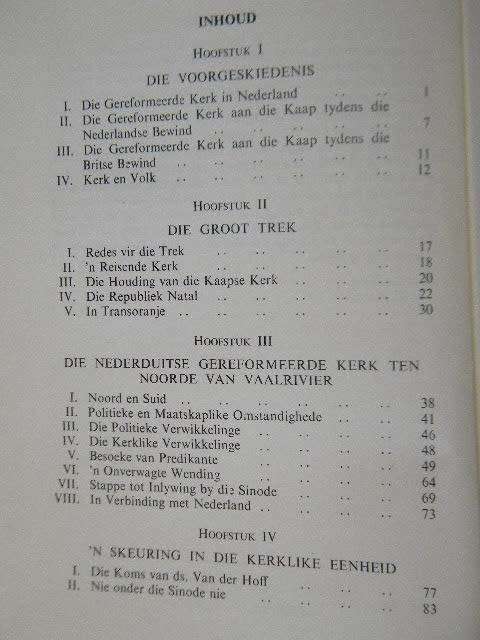 INHOUD
HOOFSTUK I
DIE VOORGESKIEDENIS
I. Die Gereformeerde Kerk in Nederland .. .. 1
II. Die Gereformeerde Kerk aan die Kaap tydens die
Nederlandse Bewind .. .. .. .. .. 7
III. Die Gereformeerde Kerk aan die Kaap tydens die
Britse Bewind .. .. .. .. .. 11
IV. Kerk en Volk .. .. .. .. .. 12
HOOFSTUK II
DIE GROOT TREK
I. Redes vir die Trek .. .. .. .. 17
II. 'n Reisende Kerk .. .. .. .. .. 18
III. Die Houding van die Kaapse Kerk .. .. .. 20
IV. Die Republiek Natal .. .. .. .. .. 22
V. In Transoranje .. .. .. .. .. 30
HOOFSTUK III
DIE NEDERDUITSE GEREFORMEERDE KERK TEN
NOORDE VAN VAALRIVIER
I. Noord en Suid .. .. .. .. .. 38
II. Politieke en Maatskaplike Omstandighede .. .. 41
III. Die Politieke Verwikkelinge .. .. .. 46
IV. Die Kerklike Verwikkelinge .. .. .. 48
V. Besoeke van Predikante .. .. .. .. 49
VI. 'n Onverwagte Wending .. .. .. .. 64
VII. Stappe tot Inlywing by die Sinode .. .. .. 69
VIII. In Verbinding met Nederland .. .. .. 73
HOOFSTUK IV
'N SKEURING IN DIE KERKLIKE EENHEID
I. Die Koms van ds. Van der Hoff .. .. .. 77
II. Nie onder die Sinode nie .. .. .. .. 83